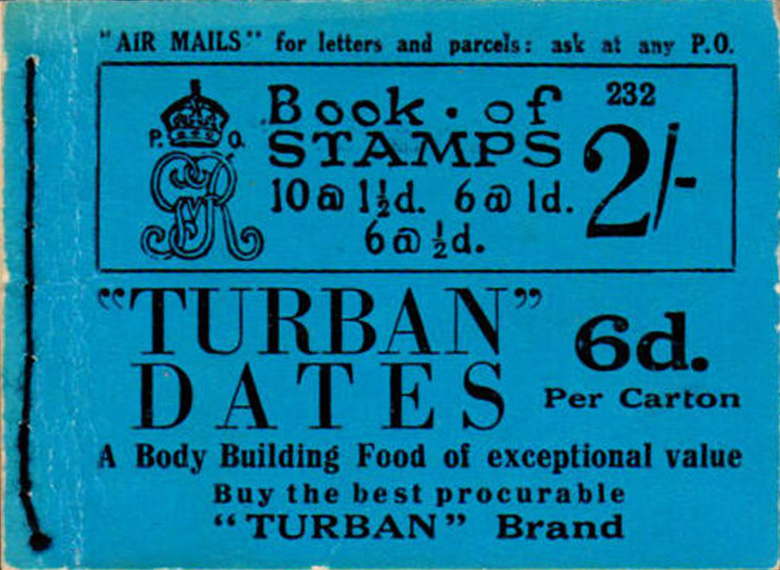 "AIR MAILS" for letters and parcels: ask at any P.O.
232
P. O.
GR
Book · of
STAMPS
2/-
10@1½d. 6@1d.
6@½d.
"TURBAN"
DATES
6d.
Per Carton
A Body Building Food of exceptional value
Buy the best procurable
"TURBAN" Brand